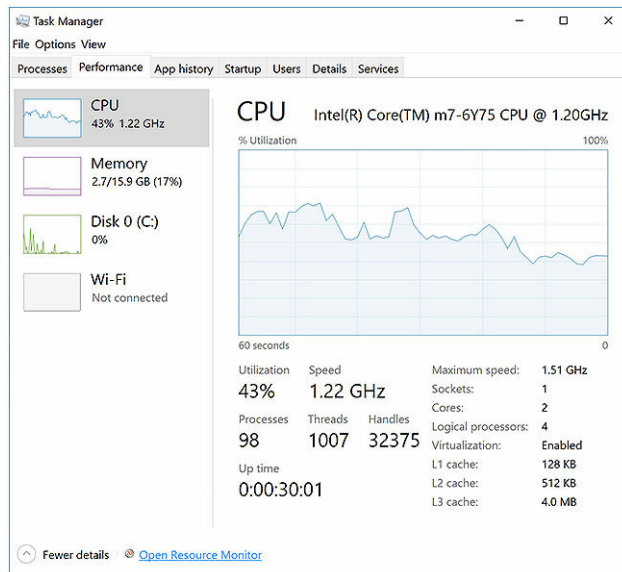 Task Manager
File Options View
Processes Performance App history Startup Users Details Services
CPU
43% 1.22 GHz
Memory
2.7/15.9 GB (17%)
Disk 0 (C:)
0%
Wi-Fi
Not connected
CPU Intel(R) Core(TM) m7-6Y75 CPU @ 1.20GHz
% Utilization 100%
60 seconds 0
Utilization Speed
43% 1.22 GHz
Processes Threads Handles
98 1007 32375
Up time
0:00:30:01
Maximum speed: 1.51 GHz
Sockets: 1
Cores: 2
Logical processors: 4
Virtualization: Enabled
L1 cache: 128 KB
L2 cache: 512 KB
L3 cache: 4.0 MB
Fewer details Open Resource Monitor